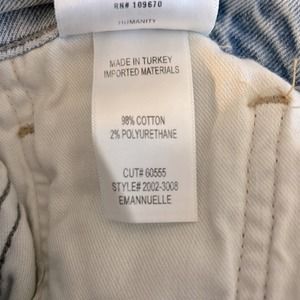 RN# 109670
HUMANITY
MADE IN TURKEY
IMPORTED MATERIALS
98% COTTON
2% POLYURETHANE
CUT# 60555
STYLE# 2002-3008
EMANNUELLE